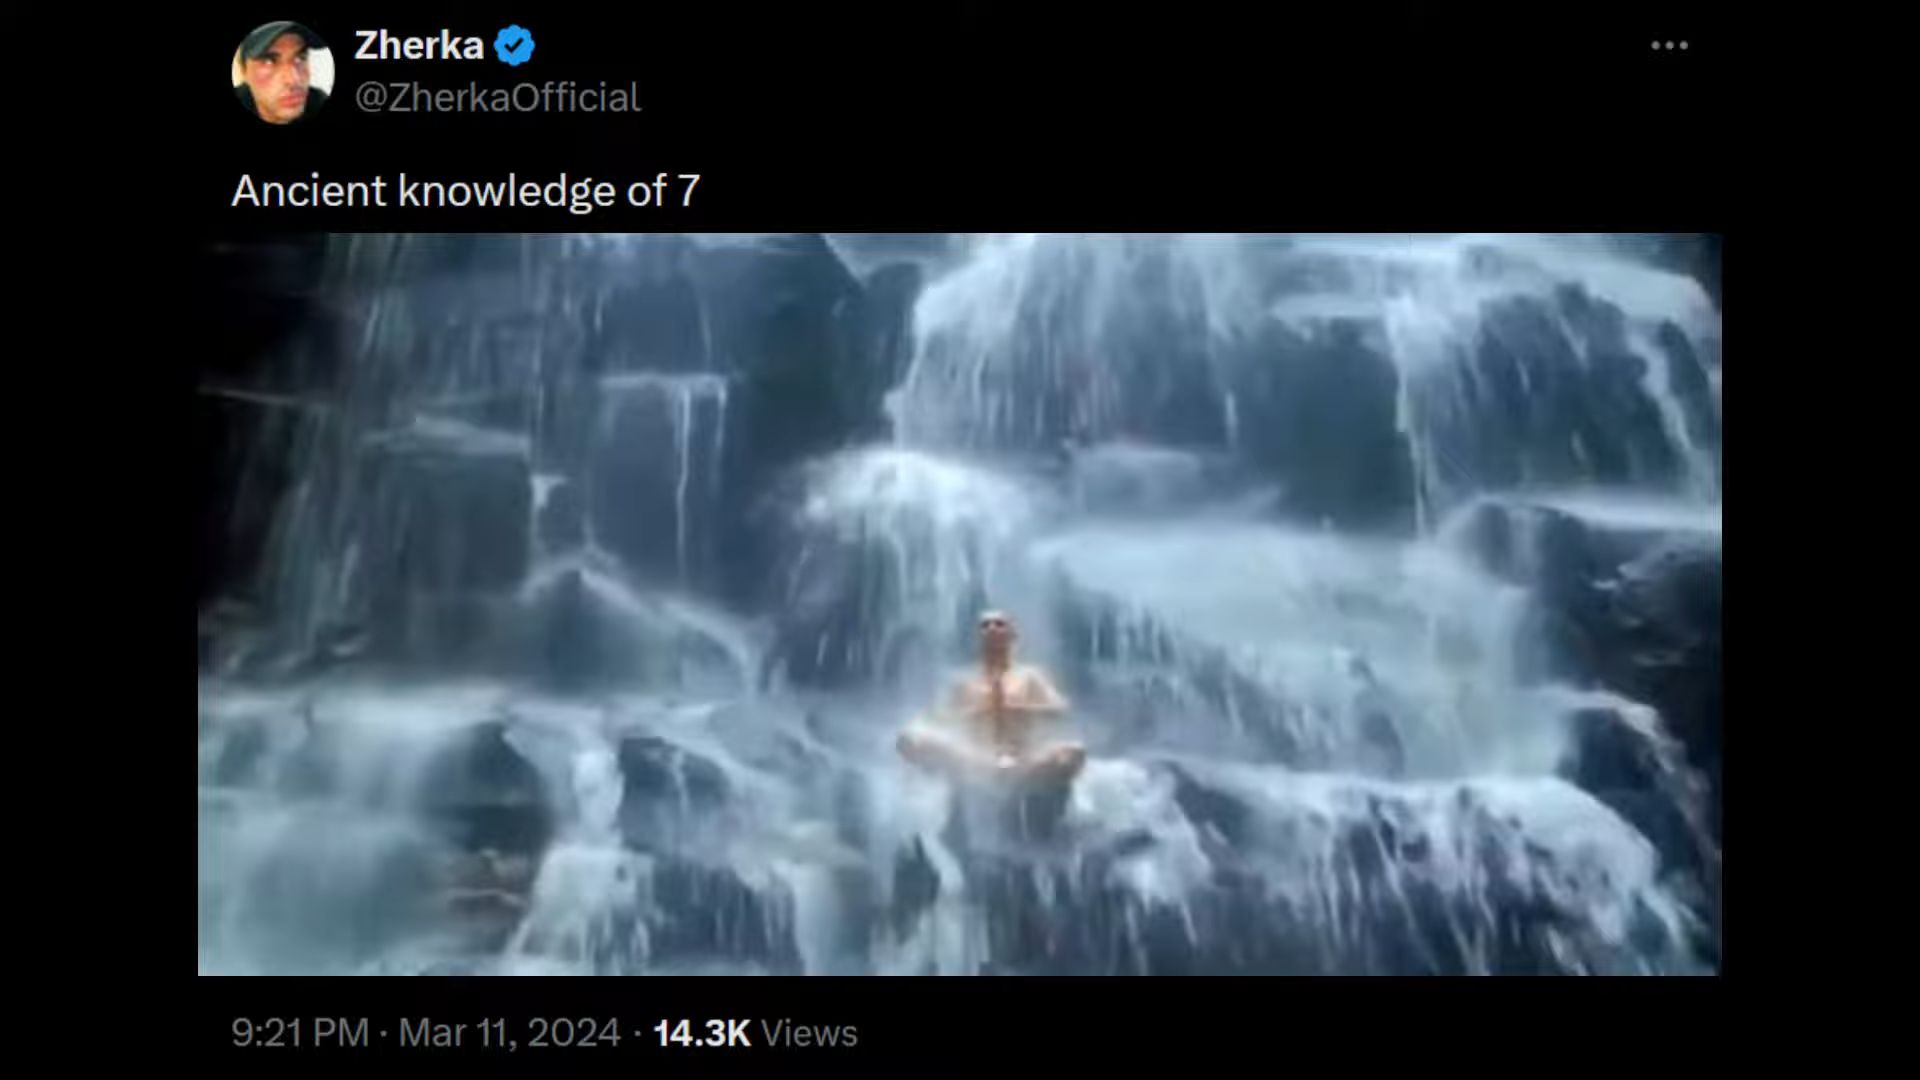 Zherka
@ZherkaOfficial
Ancient knowledge of 7
9:21 PM · Mar 11, 2024 · 14.3K Views